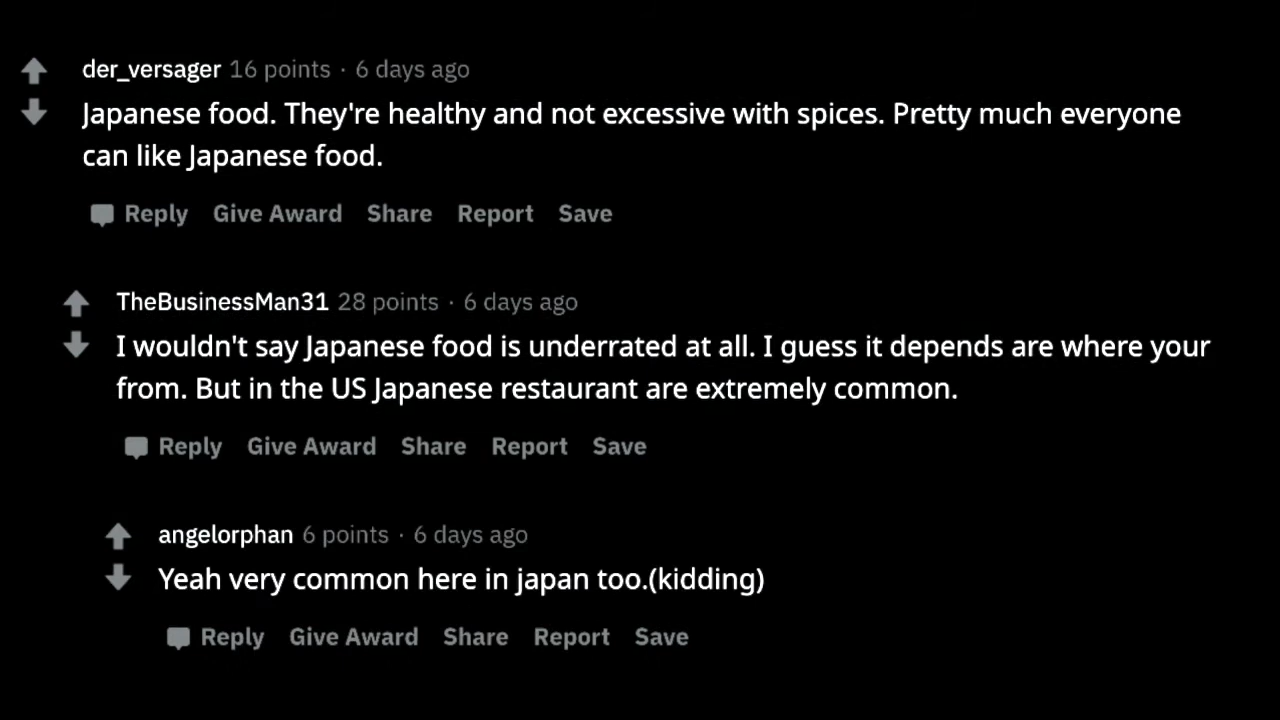 der_versager 16 points · 6 days ago
Japanese food. They're healthy and not excessive with spices. Pretty much everyone
can like Japanese food.
Reply Give Award Share Report Save
TheBusinessMan31 28 points · 6 days ago
I wouldn't say Japanese food is underrated at all. I guess it depends are where your
from. But in the US Japanese restaurant are extremely common.
Reply Give Award Share Report Save
angelorphan 6 points · 6 days ago
Yeah very common here in japan too.(kidding)
Reply Give Award Share Report Save